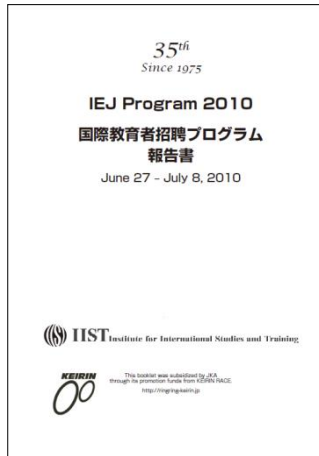 35th
Since 1975
IEJ Program 2010
国際教育者招聘プログラム
報告書
June 27 – July 8, 2010
IIST Institute for International Studies and Training
KEIRIN
This booklet was subsidized by JKA
through its promotion funds from KEIRIN RACE.
http://ringring-keirin.jp